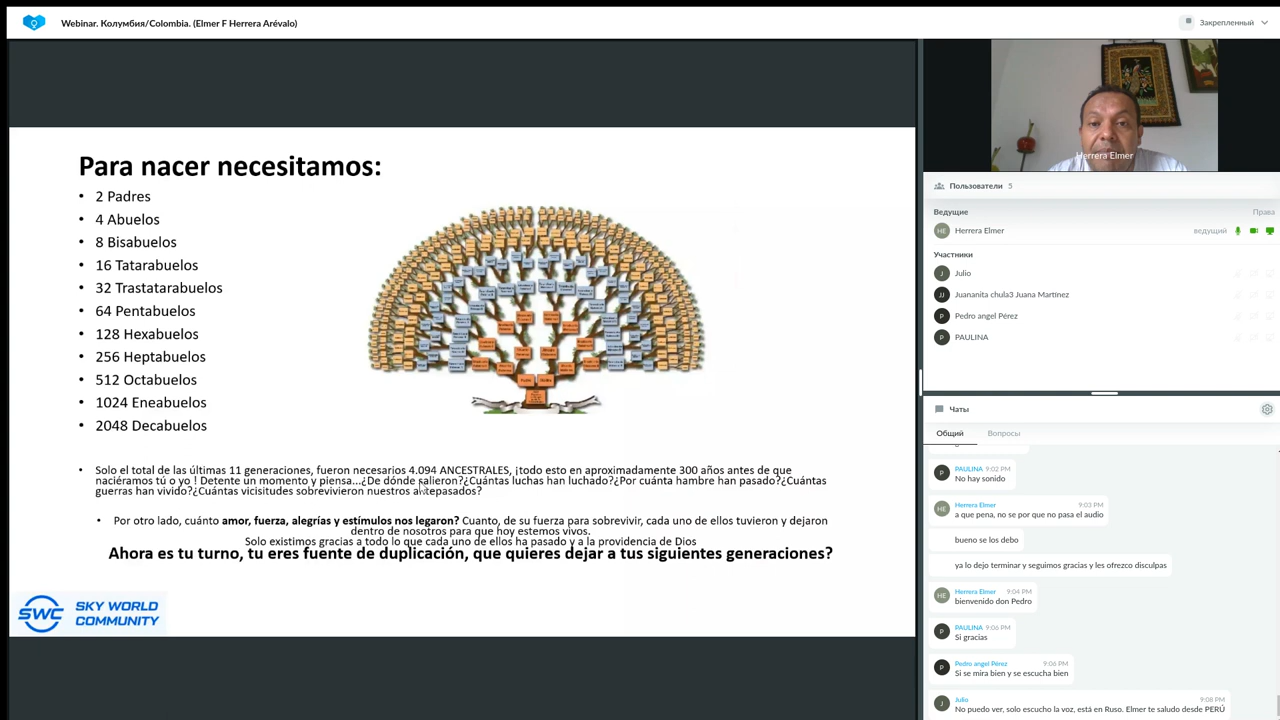 Webinar. Колумбия/Colombia. (Elmer F Herrera Arévalo)
Закрепленный
Para nacer necesitamos:
• 2 Padres
• 4 Abuelos
• 8 Bisabuelos
• 16 Tatarabuelos
• 32 Trastatarabuelos
• 64 Pentabuelos
• 128 Hexabuelos
• 256 Heptabuelos
• 512 Octabuelos
• 1024 Eneabuelos
• 2048 Decabuelos
• Solo el total de las últimas 11 generaciones, fueron necesarios 4.094 ANCESTRALES, ¡todo esto en aproximadamente 300 años antes de que
naciéramos tú o yo ! Detente un momento y piensa...¿De dónde salieron?¿Cuántas luchas han luchado?¿Por cuánta hambre han pasado?¿Cuántas
guerras han vivido?¿Cuántas vicisitudes sobrevivieron nuestros antepasados?
• Por otro lado, cuánto amor, fuerza, alegrías y estímulos nos legaron? Cuanto, de su fuerza para sobrevivir, cada uno de ellos tuvieron y dejaron
dentro de nosotros para que hoy estemos vivos.
Solo existimos gracias a todo lo que cada uno de ellos ha pasado y a la providencia de Dios
Ahora es tu turno, tu eres fuente de duplicación, que quieres dejar a tus siguientes generaciones?
SWC SKY WORLD
COMMUNITY
Herrera Elmer
Пользователи 5
Ведущие Права
HE Herrera Elmer ведущий
Участники
J Julio
JJ Juananita chula3 Juana Martínez
P Pedro angel Pérez
P PAULINA
Чаты
Общий Вопросы
P PAULINA 9:02 PM
No hay sonido
HE Herrera Elmer 9:03 PM
a que pena, no se por que no pasa el audio
bueno se los debo
ya lo dejo terminar y seguimos gracias y les ofrezco disculpas
HE Herrera Elmer 9:04 PM
bienvenido don Pedro
P PAULINA 9:06 PM
Si gracias
P Pedro angel Pérez 9:06 PM
Si se mira bien y se escucha bien
J Julio 9:08 PM
No puedo ver, solo escucho la voz, está en Ruso. Elmer te saludo desde PERÚ